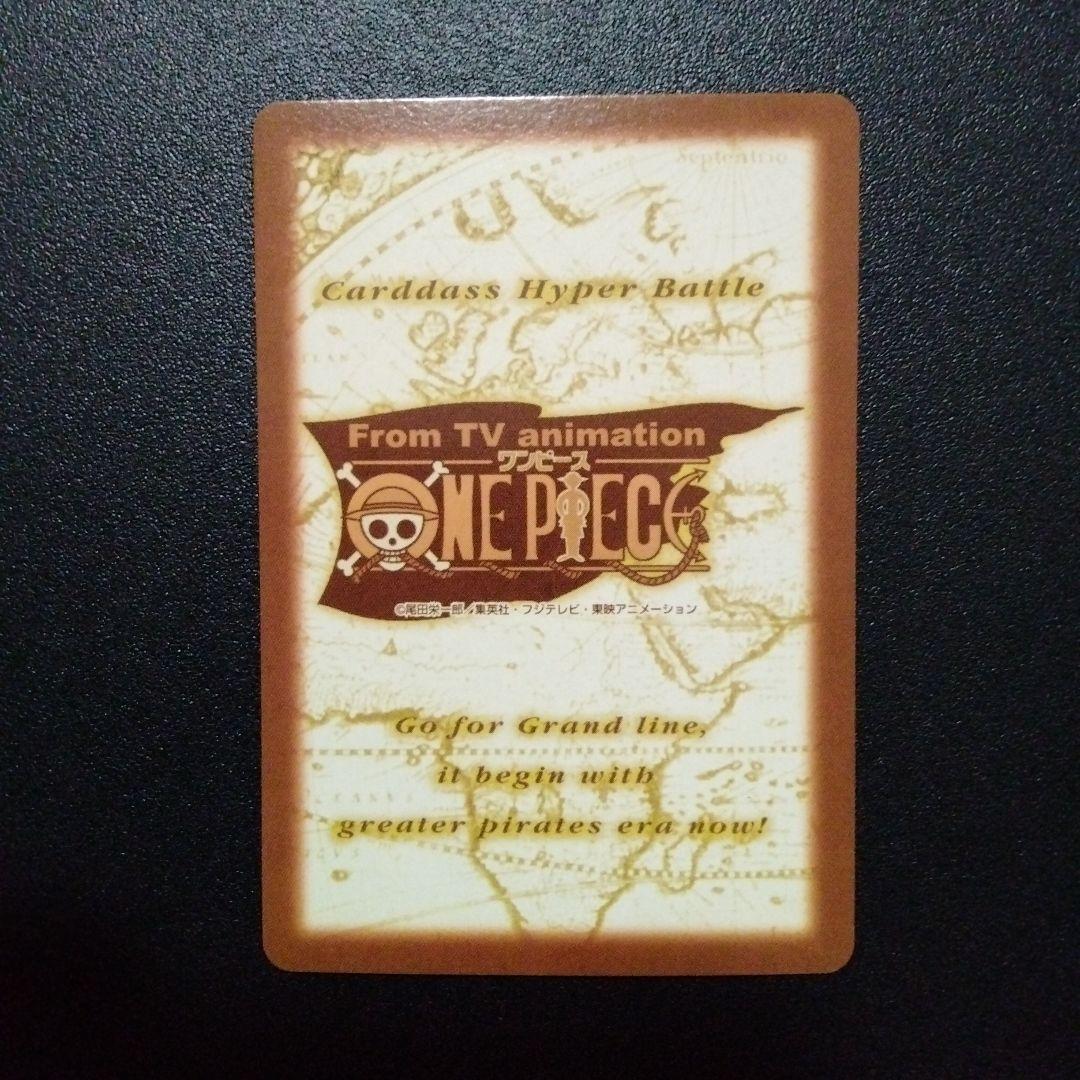 Septentrio
Carddass Hyper Battle
From TV animation
ワンピース
ONE PIECE
©尾田栄一郎／集英社・フジテレビ・東映アニメーション
Go for Grand line,
it begin with
greater pirates era now!